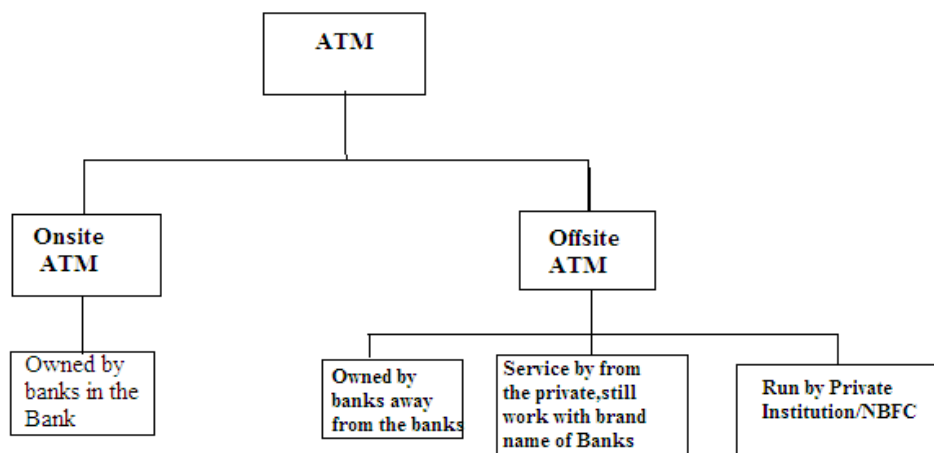 ATM
Onsite
ATM
Offsite
ATM
Owned by
banks in the
Bank
Owned by
banks away
from the banks
Service by from
the private,still
work with brand
name of Banks
Run by Private
Institution/NBFC